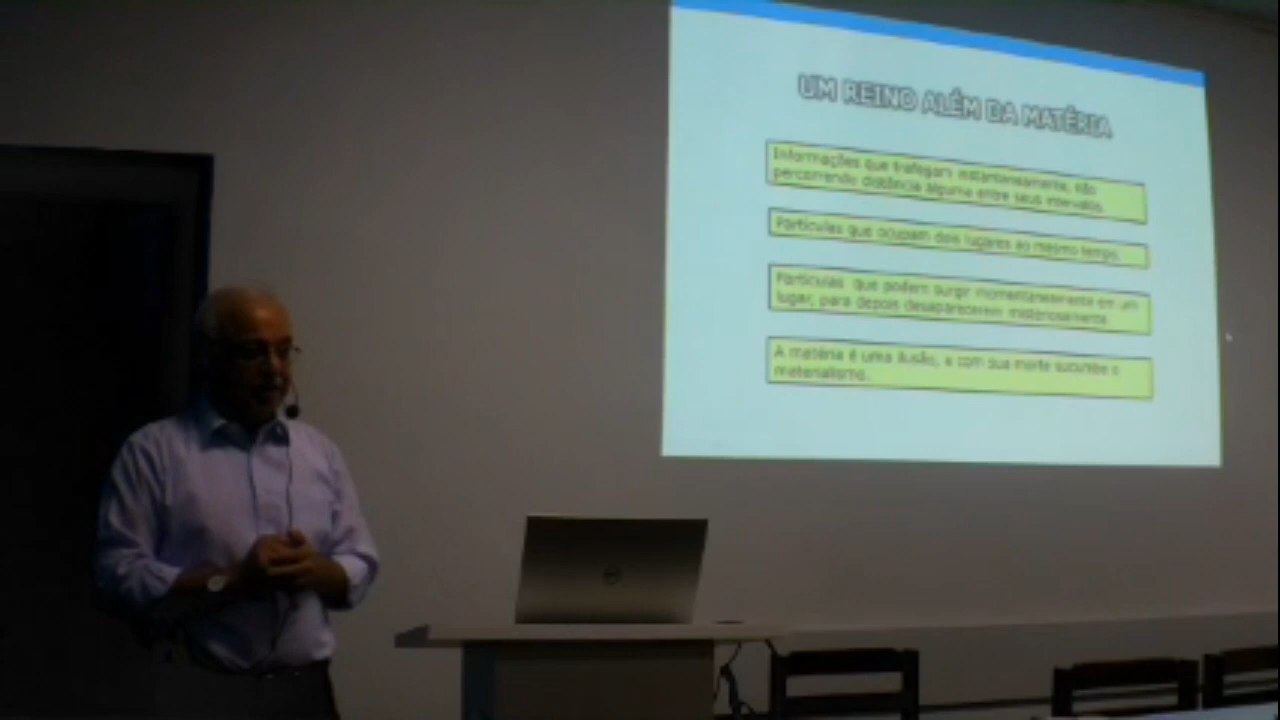 UM REINO ALÉM DA MATÉRIA
Informações que trafegam instantaneamente, não
percorrendo distância alguma entre seus intervalos.
Partículas que ocupam dois lugares ao mesmo tempo.
Partículas que podem surgir momentaneamente em um
lugar, para depois desaparecerem misteriosamente
A matéria é uma ilusão, e com sua morte sucumbe o
materialismo.